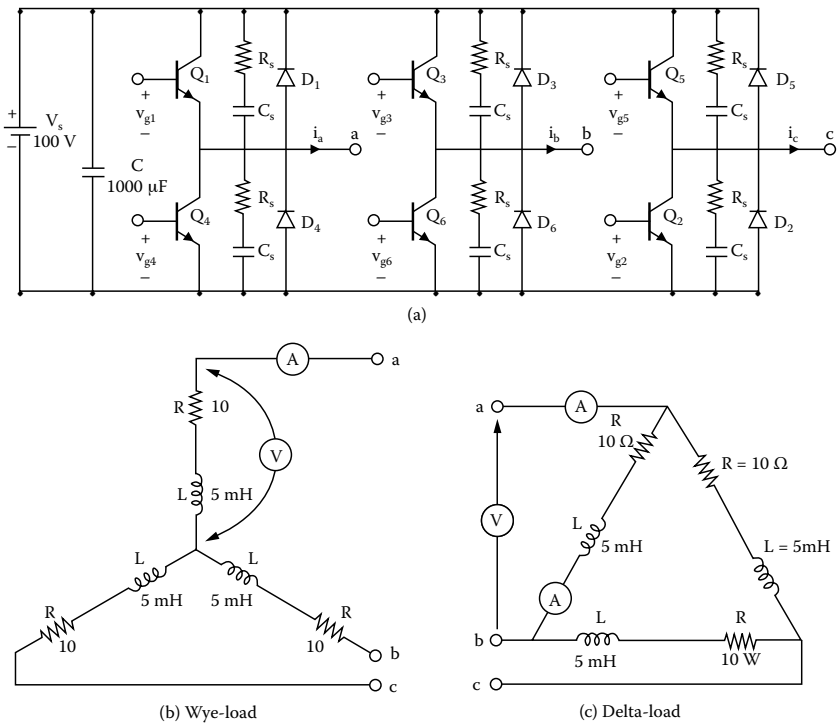 +
−
V_s
100 V
C
1000 μF
+
v_g1
−
Q_1
R_s
C_s
D_1
i_a
a
+
v_g4
−
Q_4
R_s
C_s
D_4
+
v_g3
−
Q_3
R_s
C_s
D_3
i_b
b
+
v_g6
−
Q_6
R_s
C_s
D_6
+
v_g5
−
Q_5
R_s
C_s
D_5
i_c
c
+
v_g2
−
Q_2
R_s
C_s
D_2
(a)
A
a
R
10
V
L
5 mH
L
5 mH
R
10
L
5 mH
R
10
b
c
(b) Wye-load
a
A
V
R
10 Ω
L
5 mH
A
R = 10 Ω
L = 5mH
b
L
5 mH
R
10 W
c
(c) Delta-load